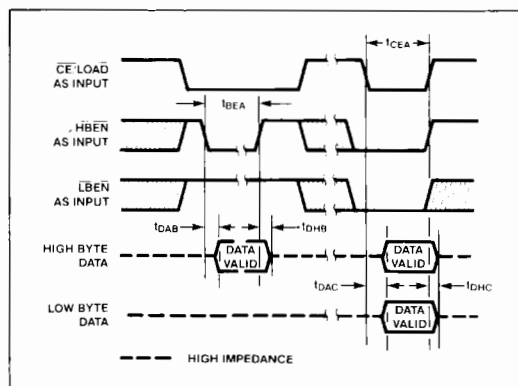 CE/LOAD
AS INPUT
tCEA
tBEA
HBEN
AS INPUT
LBEN
AS INPUT
tDAB
tDHB
HIGH BYTE
DATA
DATA
VALID
DATA
VALID
tDAC
tDHC
LOW BYTE
DATA
DATA
VALID
HIGH IMPEDANCE